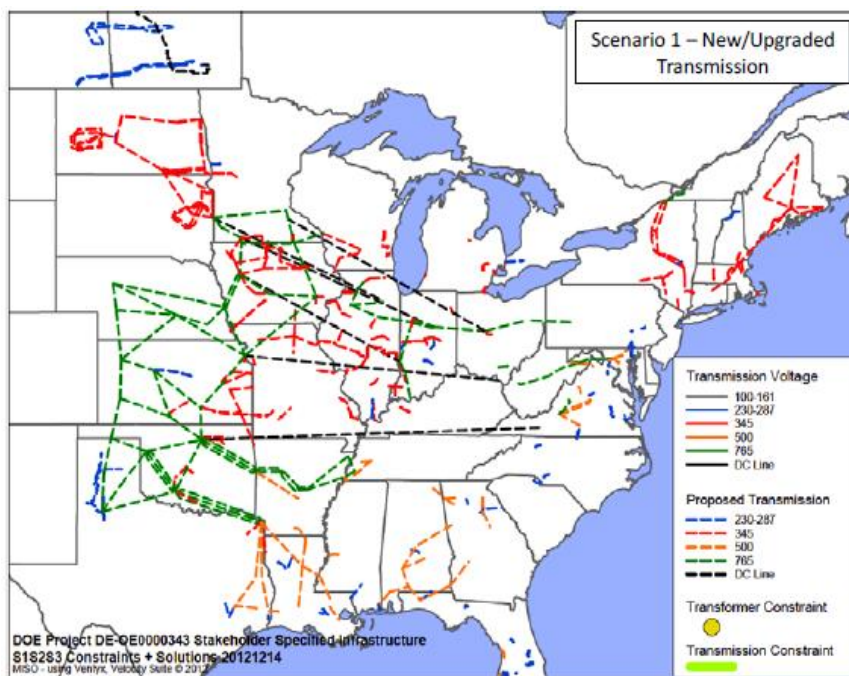 Scenario 1 – New/Upgraded
Transmission
Transmission Voltage
100-161
230-287
345
500
765
DC Line
Proposed Transmission
230-287
345
500
765
DC Line
Transformer Constraint
Transmission Constraint
DOE Project DE-OE0000343 Stakeholder Specified Infrastructure
S1S2S3 Constraints + Solutions 20121214
MISO - using Ventyx, Velocity Suite © 2012